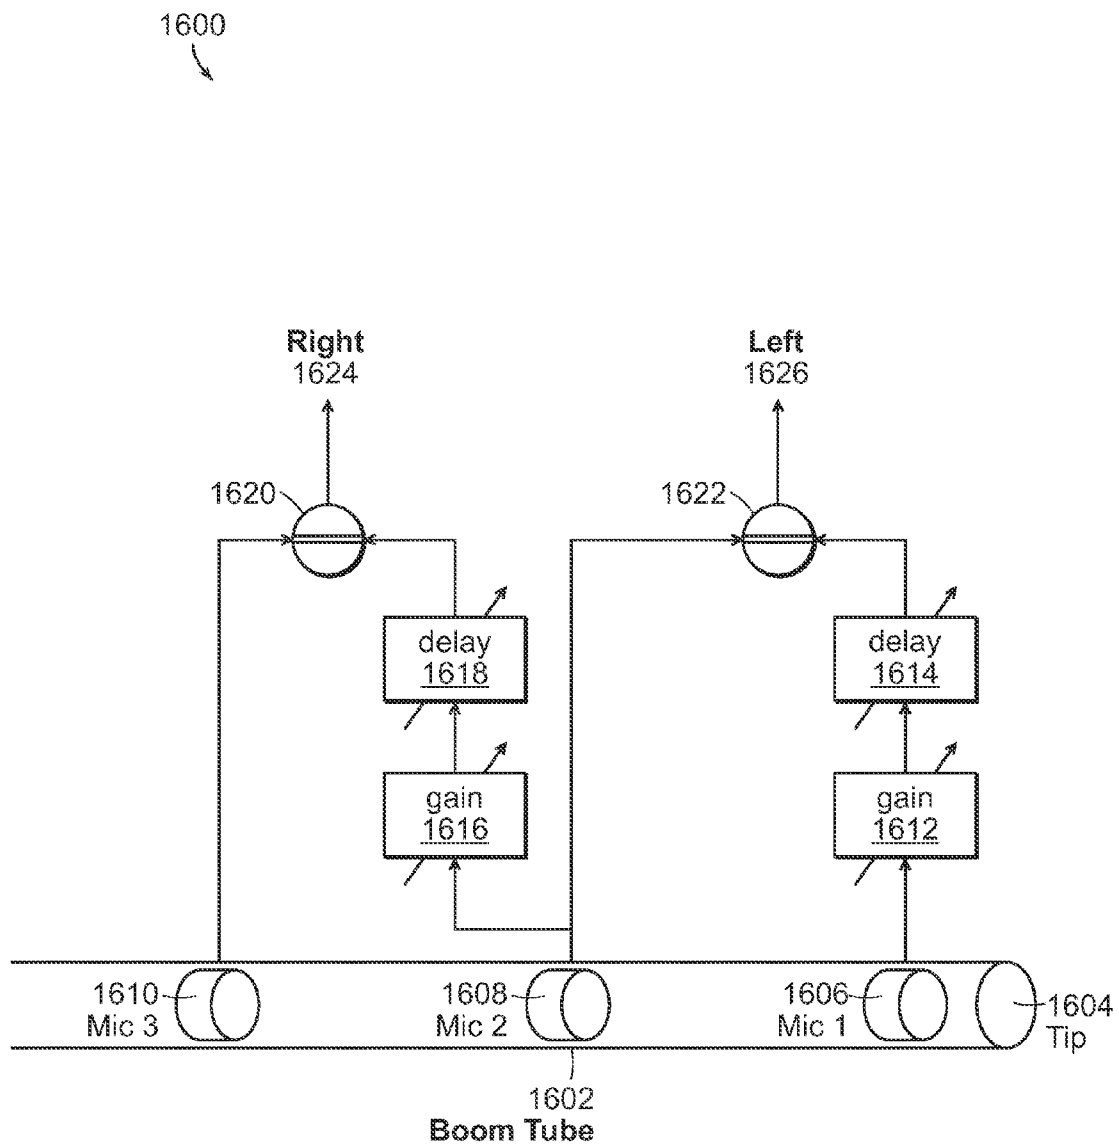 1600
Right
1624
Left
1626
1620
1622
delay
1618
delay
1614
gain
1616
gain
1612
1610
Mic 3
1608
Mic 2
1606
Mic 1
1604
Tip
1602
Boom Tube